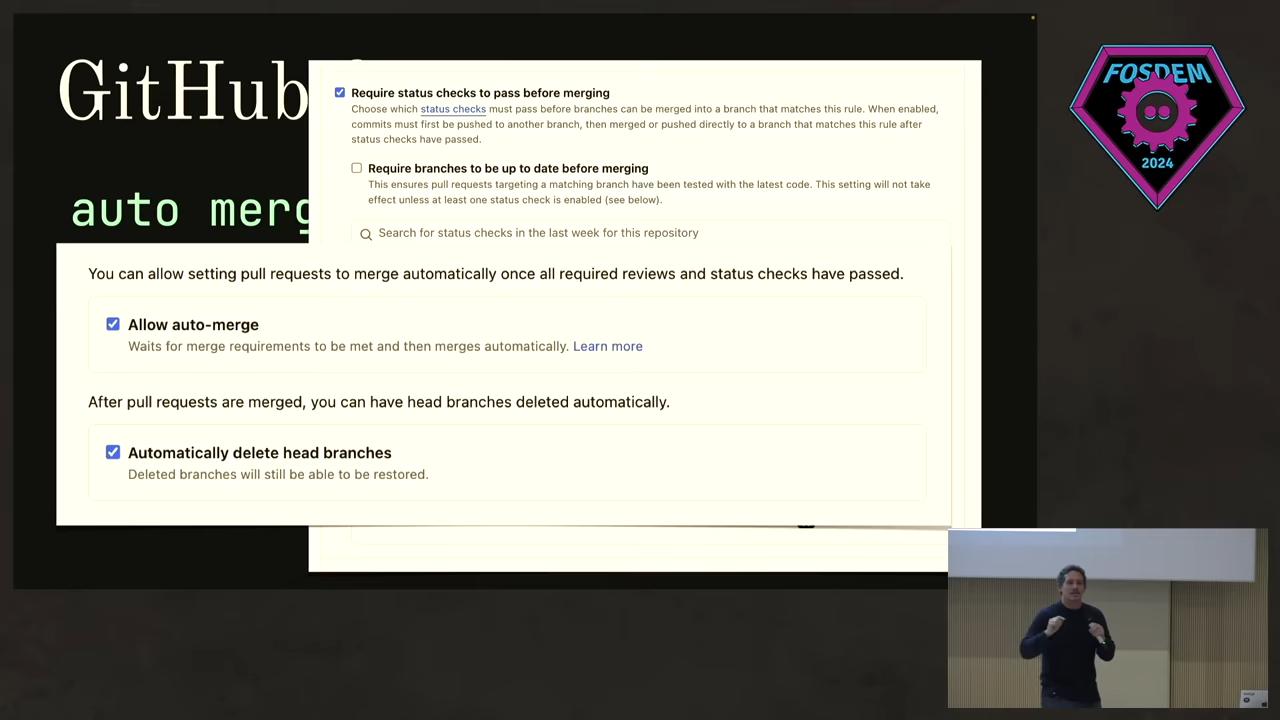 GitHub
auto merg
Require status checks to pass before merging
Choose which status checks must pass before branches can be merged into a branch that matches this rule. When enabled,
commits must first be pushed to another branch, then merged or pushed directly to a branch that matches this rule after
status checks have passed.
Require branches to be up to date before merging
This ensures pull requests targeting a matching branch have been tested with the latest code. This setting will not take
effect unless at least one status check is enabled (see below).
Search for status checks in the last week for this repository
You can allow setting pull requests to merge automatically once all required reviews and status checks have passed.
Allow auto-merge
Waits for merge requirements to be met and then merges automatically. Learn more
After pull requests are merged, you can have head branches deleted automatically.
Automatically delete head branches
Deleted branches will still be able to be restored.
FOSDEM
2024